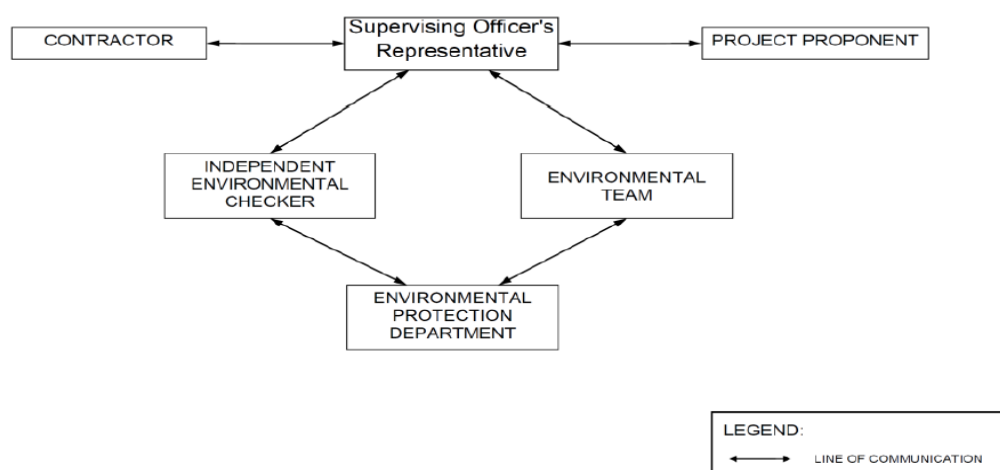 CONTRACTOR
Supervising Officer's
Representative
PROJECT PROPONENT
INDEPENDENT
ENVIRONMENTAL
CHECKER
ENVIRONMENTAL
TEAM
ENVIRONMENTAL
PROTECTION
DEPARTMENT
LEGEND:
LINE OF COMMUNICATION